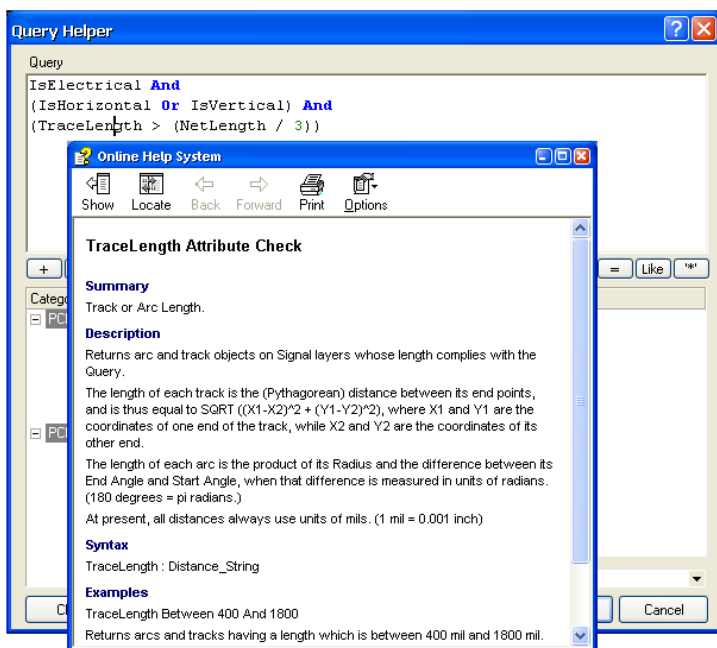 Query Helper
Query
IsElectrical And
(IsHorizontal Or IsVertical) And
(TraceLength > (NetLength / 3))
Online Help System
Show Locate Back Forward Print Options
TraceLength Attribute Check
Summary
Track or Arc Length.
Description
Returns arc and track objects on Signal layers whose length complies with the
Query.
The length of each track is the (Pythagorean) distance between its end points,
and is thus equal to SQRT ((X1-X2)^2 + (Y1-Y2)^2), where X1 and Y1 are the
coordinates of one end of the track, while X2 and Y2 are the coordinates of its
other end.
The length of each arc is the product of its Radius and the difference between its
End Angle and Start Angle, when that difference is measured in units of radians.
(180 degrees = pi radians.)
At present, all distances always use units of mils. (1 mil = 0.001 inch)
Syntax
TraceLength : Distance_String
Examples
TraceLength Between 400 And 1800
Returns arcs and tracks having a length which is between 400 mil and 1800 mil.
+ = Like '*'
Catego
PC
PC
C Cancel